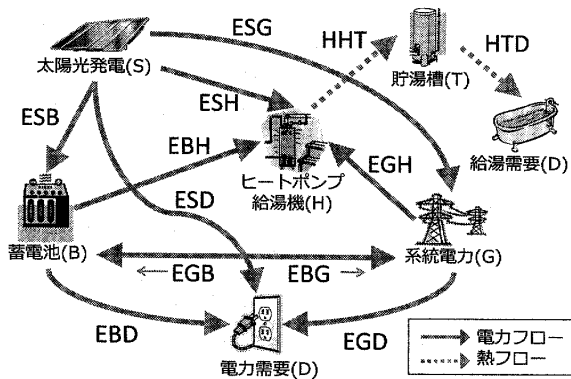 ESG
HHT
HTD
太陽光発電(S)
貯湯槽(T)
ESH
ESB
EBH
EGH
給湯需要(D)
ヒートポンプ
給湯機(H)
ESD
蓄電池(B)
系統電力(G)
EGB
EBG
EBD
EGD
電力需要(D)
電力フロー
熱フロー